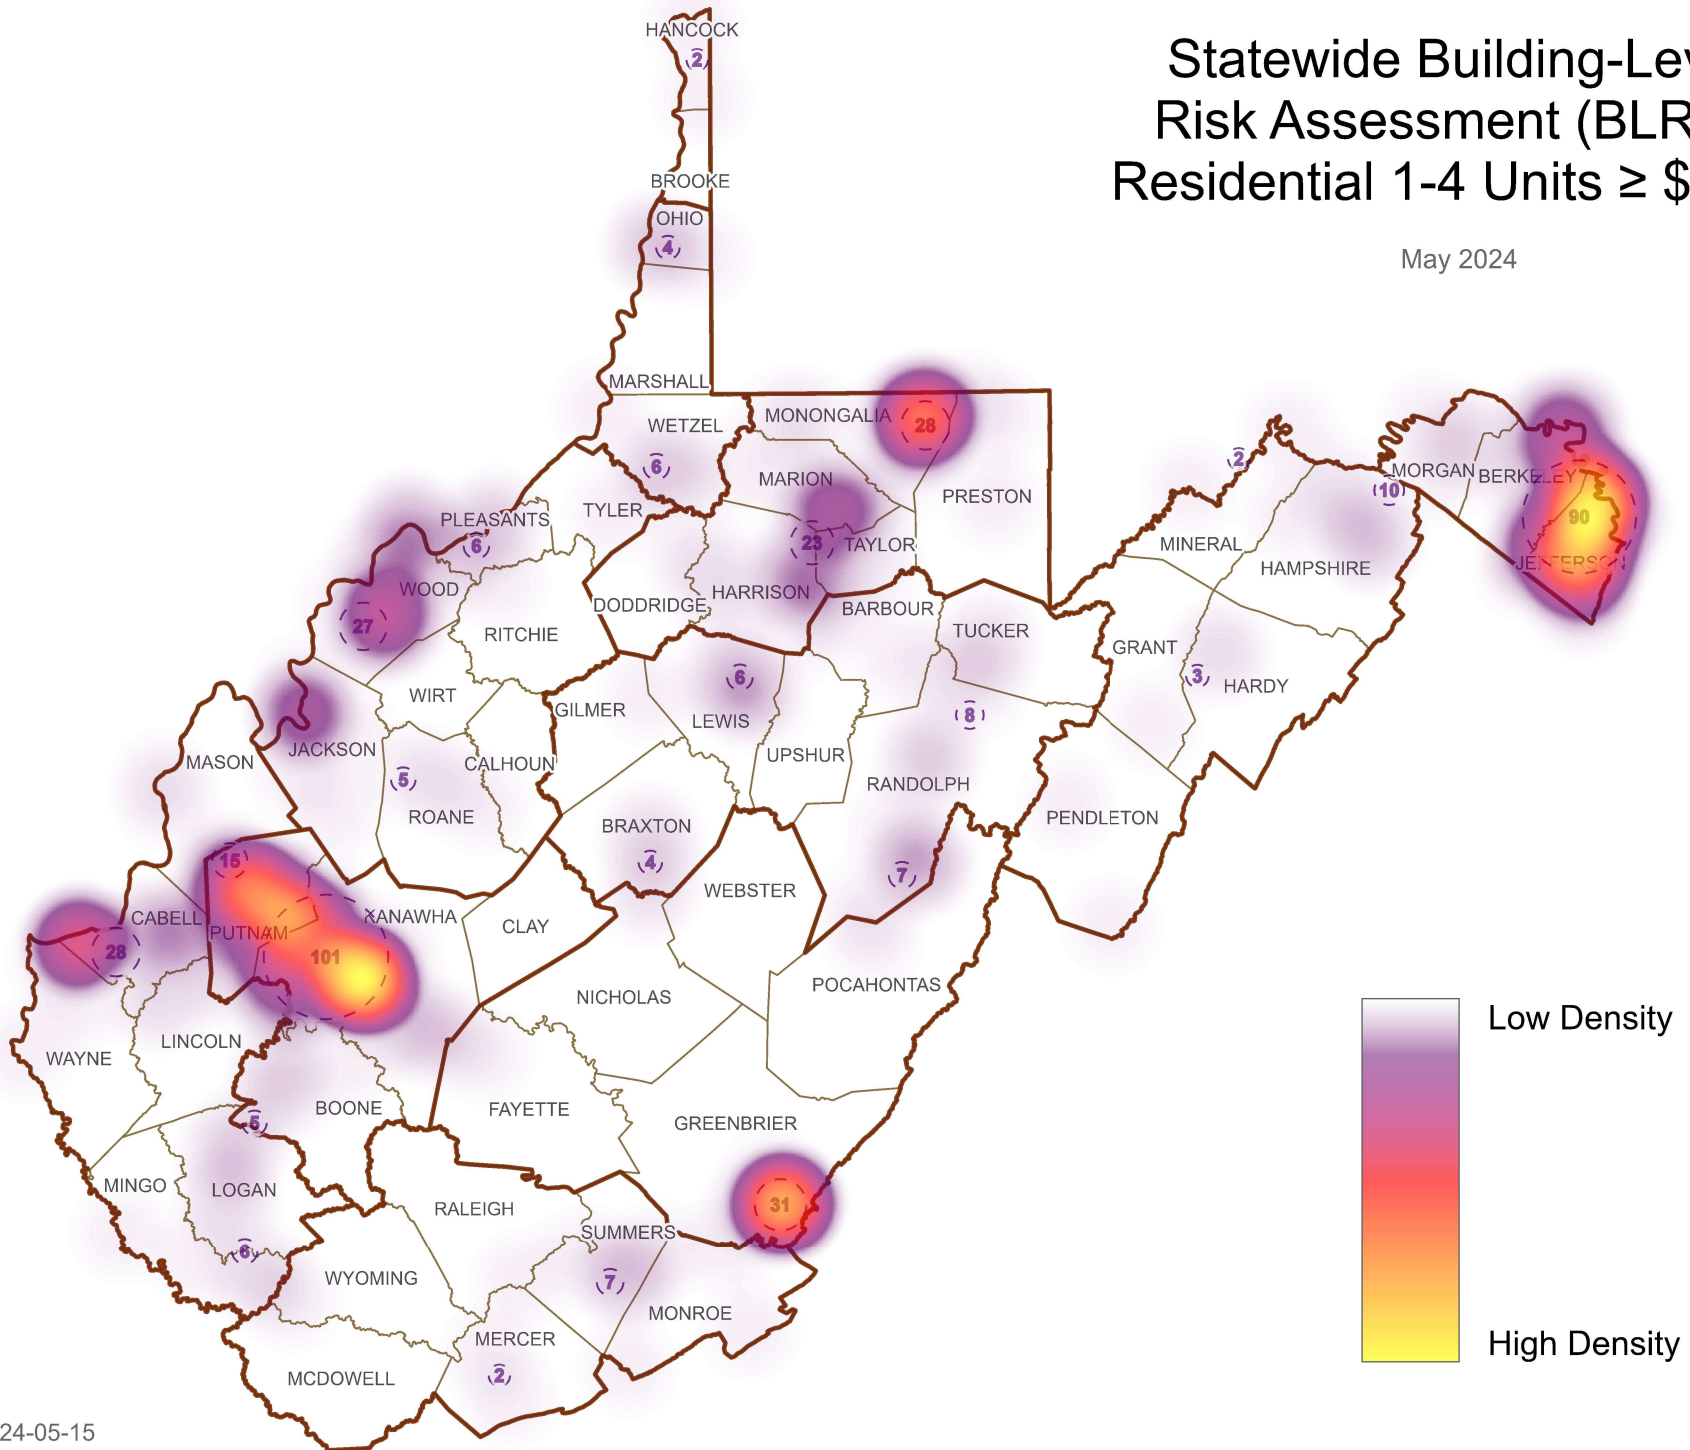 Statewide Building-Lev
Risk Assessment (BLR
Residential 1-4 Units ≥ $
May 2024
HANCOCK
2
BROOKE
OHIO
4
MARSHALL
WETZEL
6
MONONGALIA
28
MARION
PRESTON
TYLER
PLEASANTS
6
23
TAYLOR
WOOD
27
HARRISON
DODDRIDGE
RITCHIE
BARBOUR
TUCKER
2
10
MORGAN
BERKELEY
90
JEFFERSON
MINERAL
HAMPSHIRE
GRANT
3
HARDY
WIRT
GILMER
6
LEWIS
8
JACKSON
MASON
CALHOUN
UPSHUR
5
ROANE
RANDOLPH
PENDLETON
BRAXTON
4
7
WEBSTER
15
CABELL
PUTNAM
KANAWHA
CLAY
28
101
NICHOLAS
POCAHONTAS
LINCOLN
WAYNE
BOONE
5
FAYETTE
GREENBRIER
MINGO
LOGAN
RALEIGH
31
SUMMERS
6
WYOMING
7
MONROE
MERCER
2
MCDOWELL
Low Density
High Density
24-05-15